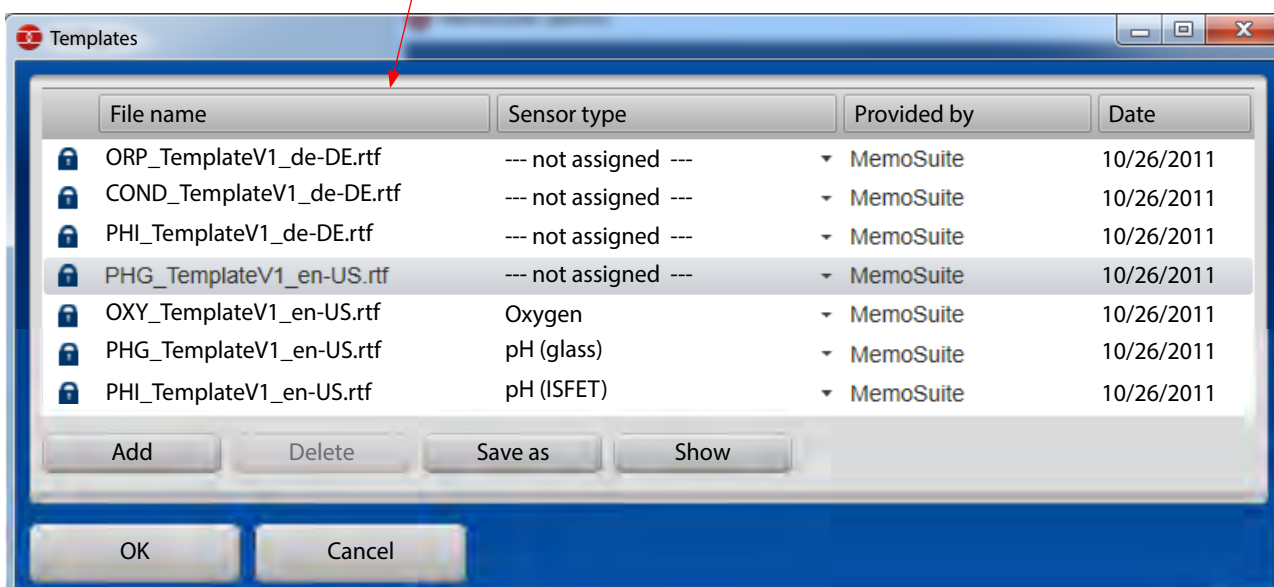 Templates
File name Sensor type Provided by Date
ORP_TemplateV1_de-DE.rtf --- not assigned --- MemoSuite 10/26/2011
COND_TemplateV1_de-DE.rtf --- not assigned --- MemoSuite 10/26/2011
PHI_TemplateV1_de-DE.rtf --- not assigned --- MemoSuite 10/26/2011
PHG_TemplateV1_en-US.rtf --- not assigned --- MemoSuite 10/26/2011
OXY_TemplateV1_en-US.rtf Oxygen MemoSuite 10/26/2011
PHG_TemplateV1_en-US.rtf pH (glass) MemoSuite 10/26/2011
PHI_TemplateV1_en-US.rtf pH (ISFET) MemoSuite 10/26/2011
Add Delete Save as Show
OK Cancel